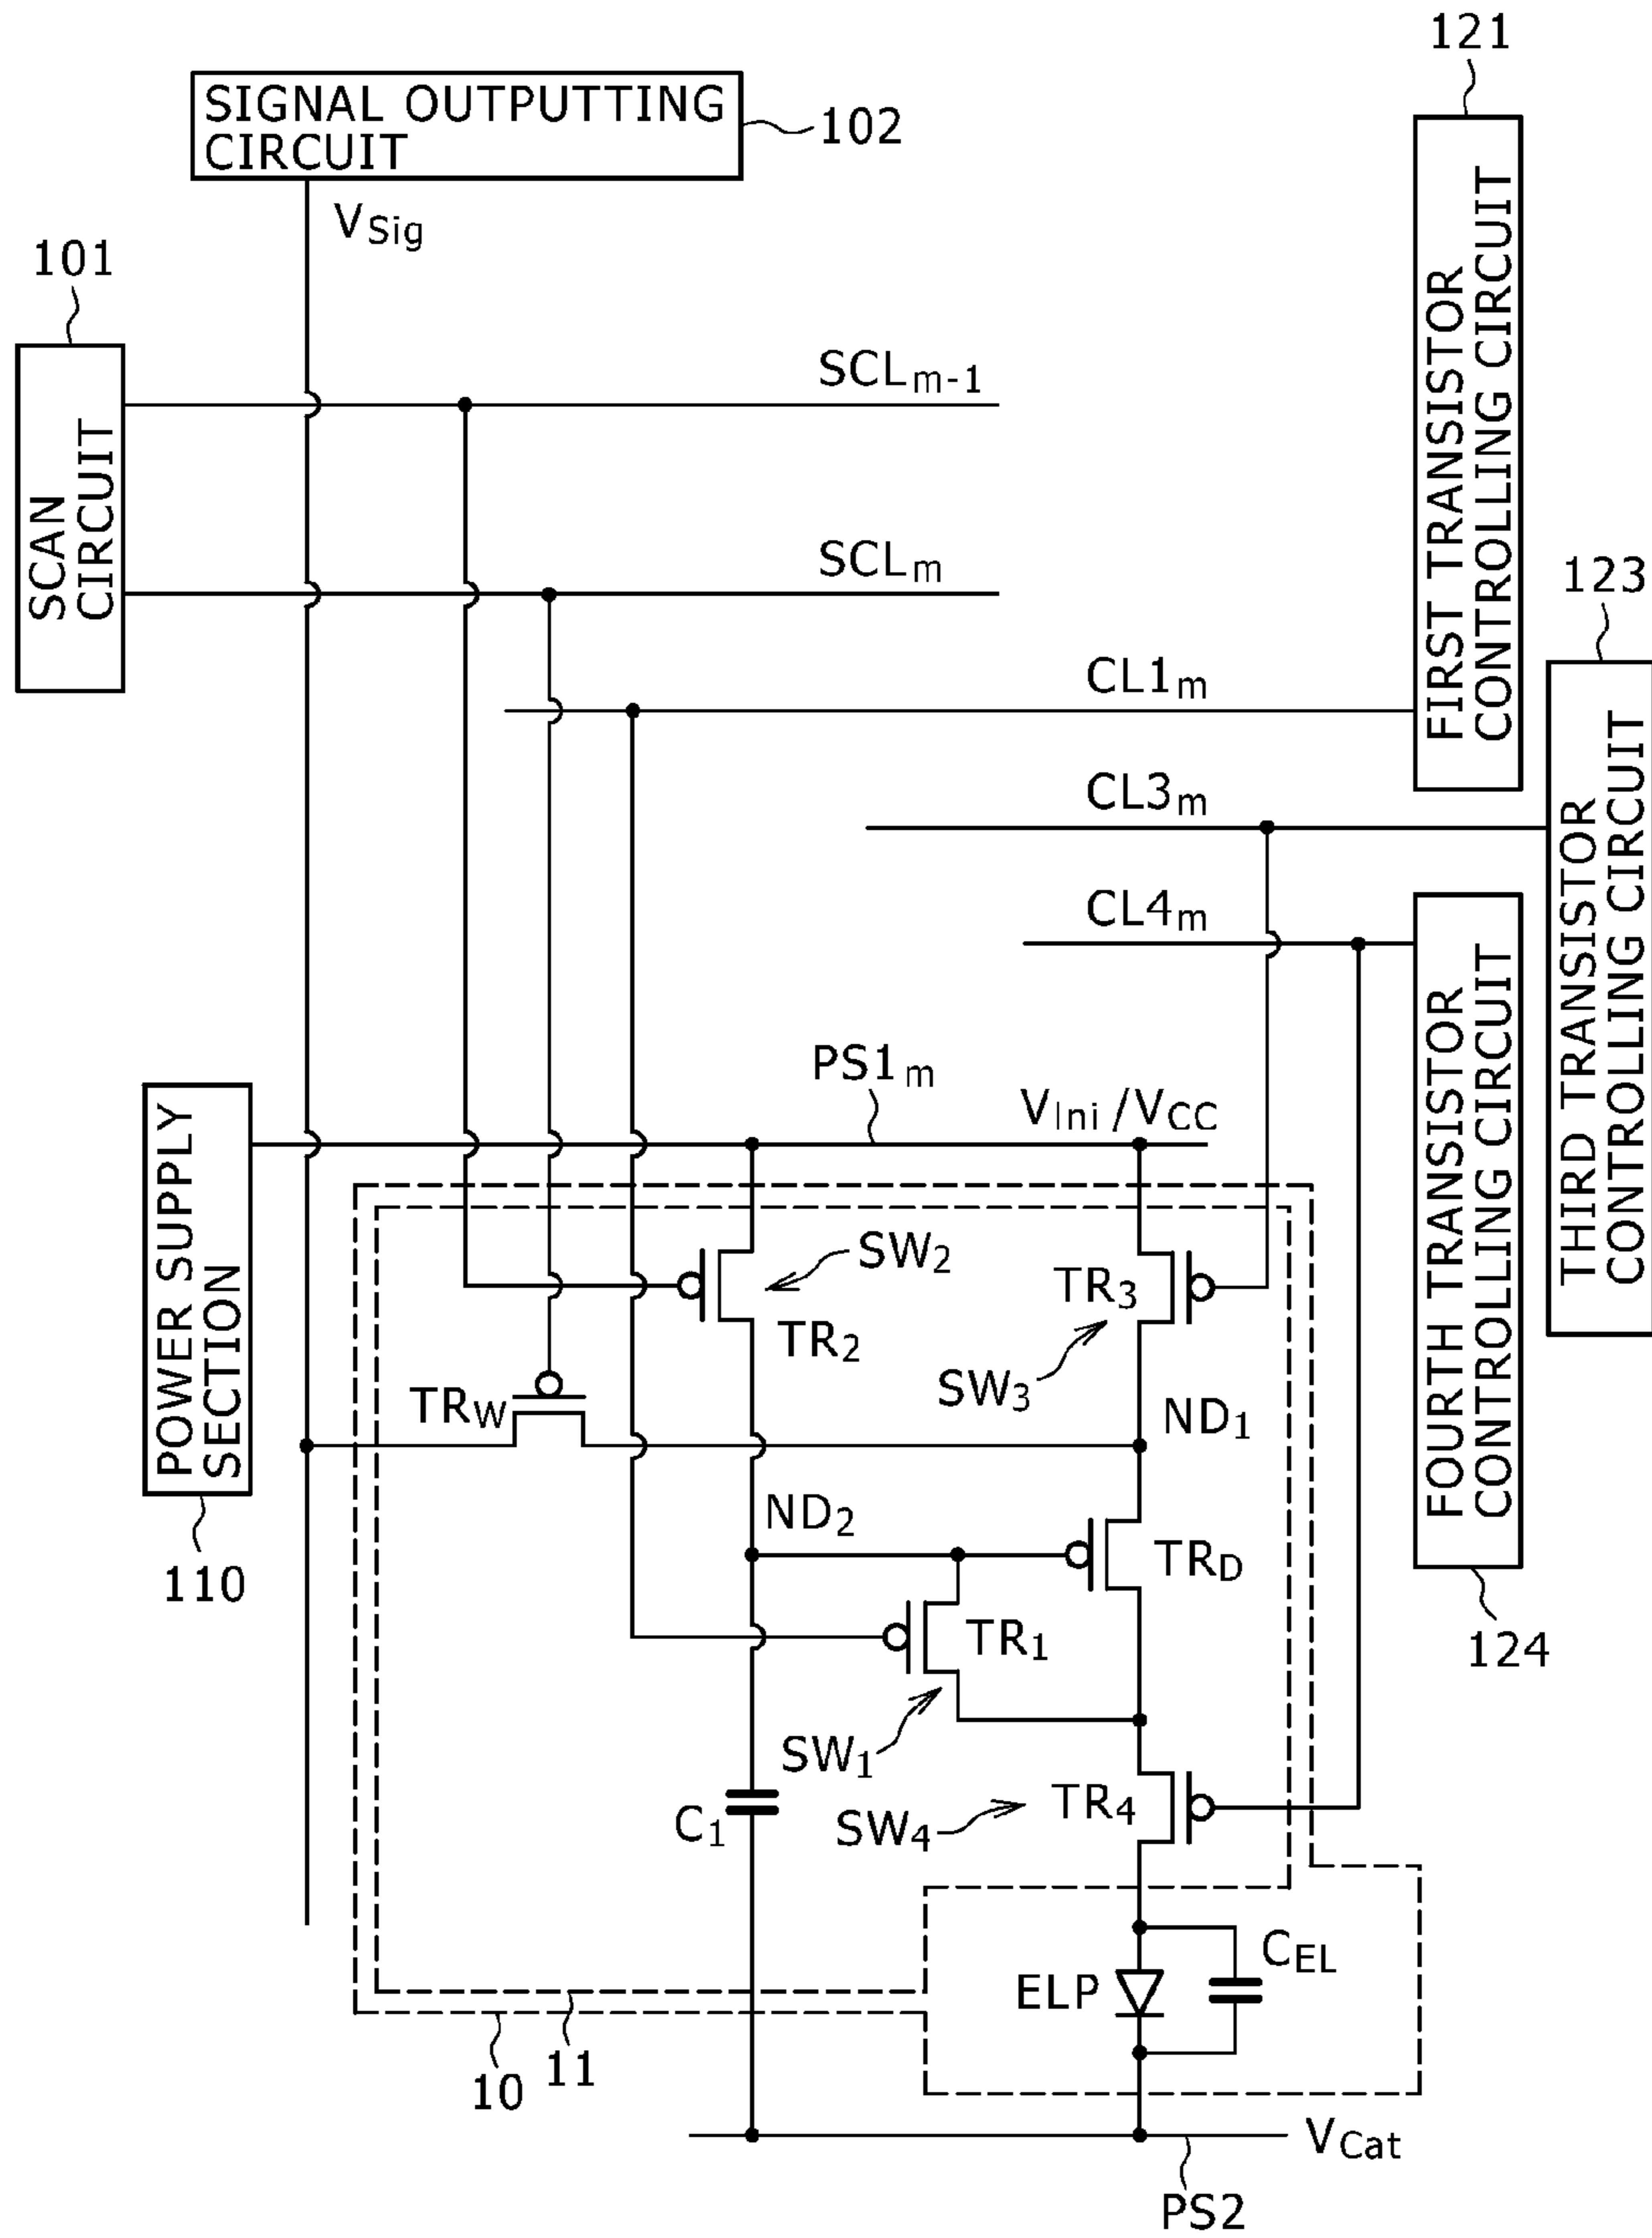 121
SIGNAL OUTPUTTING
CIRCUIT
102
VSig
101
SCAN
CIRCUIT
SCLm-1
SCLm
FIRST TRANSISTOR
CONTROLLING CIRCUIT
123
CL1m
CL3m
THIRD TRANSISTOR
CONTROLLING CIRCUIT
CL4m
FOURTH TRANSISTOR
CONTROLLING CIRCUIT
PS1m
VIni /VCC
POWER SUPPLY
SECTION
110
SW2
TR2
TR3
SW3
TRW
ND1
ND2
TRD
TR1
124
SW1
C1
TR4
SW4
CEL
ELP
11
10
VCat
PS2